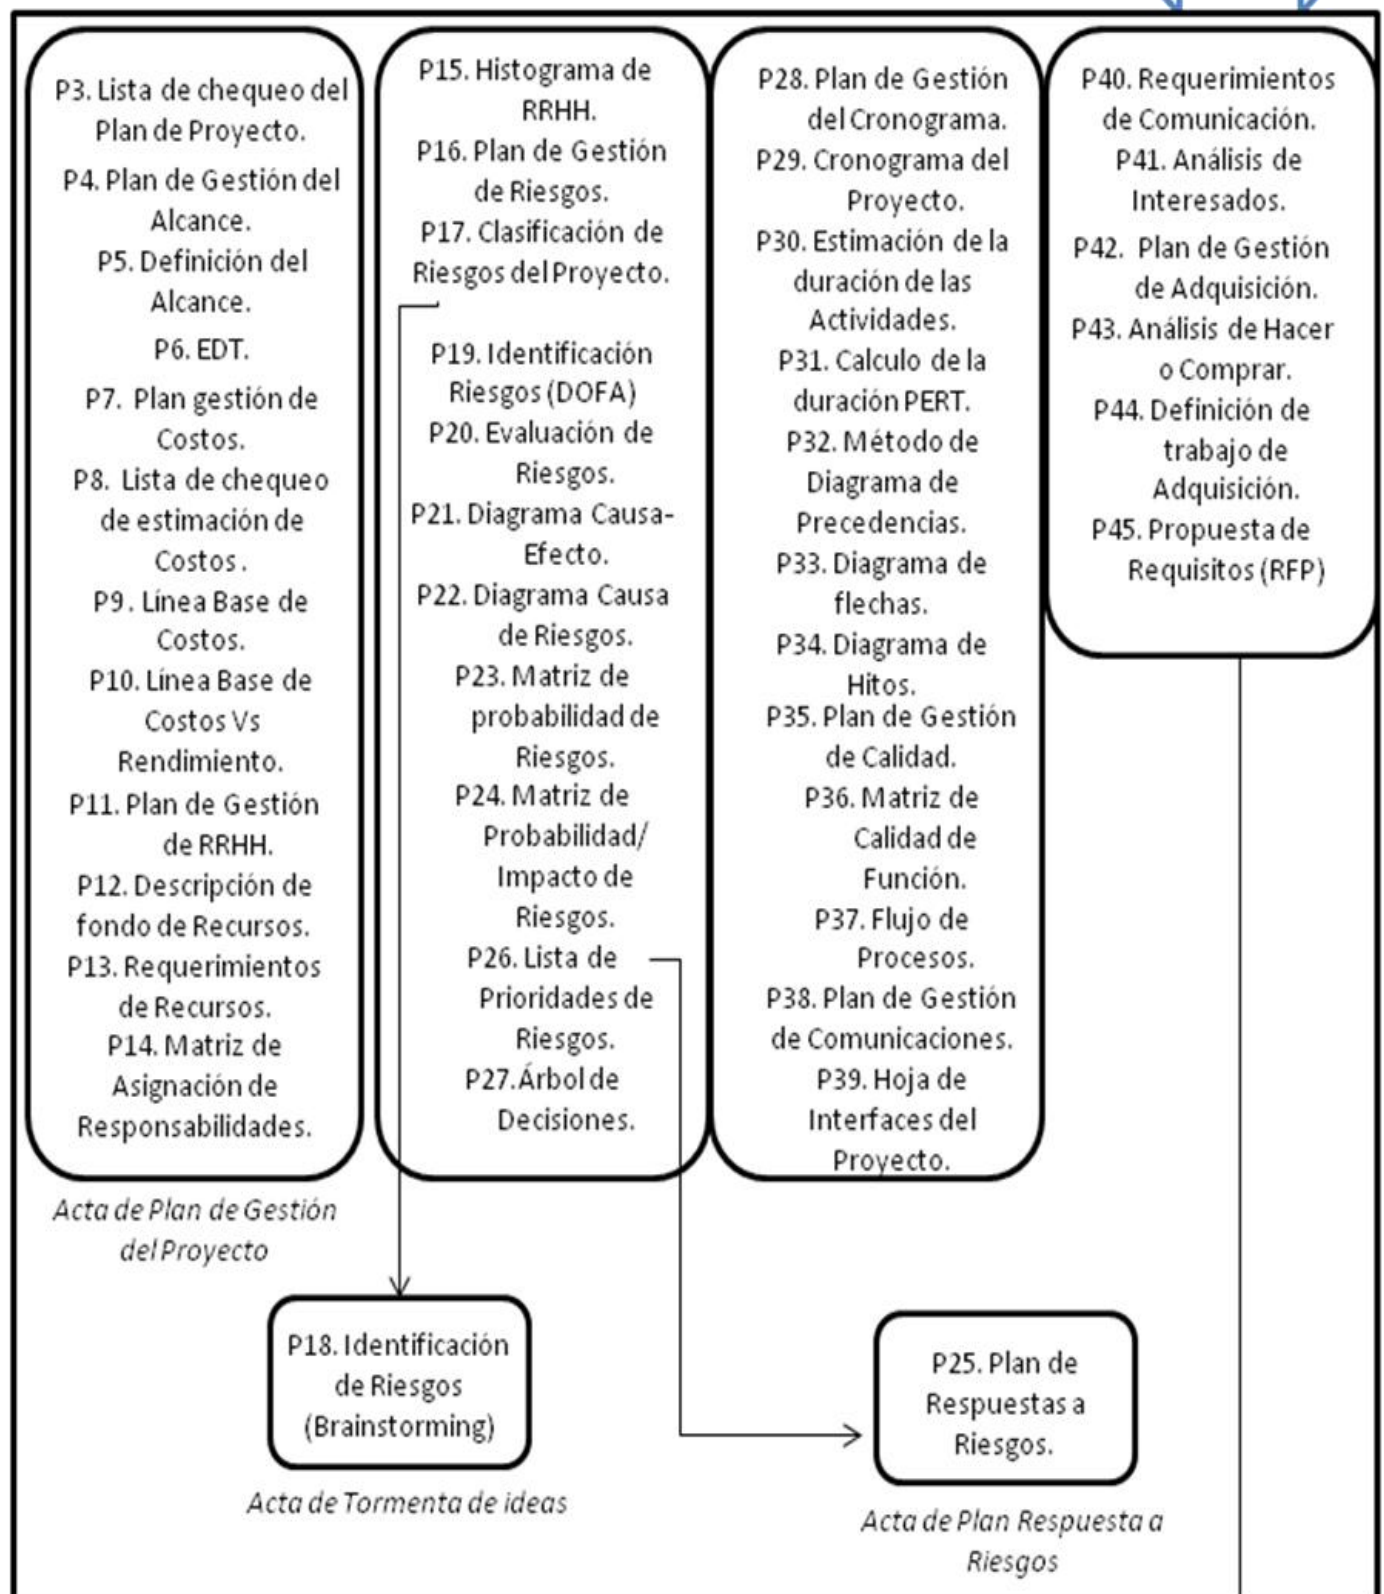 P3. Lista de chequeo del
Plan de Proyecto.
P4. Plan de Gestión del
Alcance.
P5. Definición del
Alcance.
P6. EDT.
P7. Plan gestión de
Costos.
P8. Lista de chequeo
de estimación de
Costos .
P9. Línea Base de
Costos.
P10. Línea Base de
Costos Vs
Rendimiento.
P11. Plan de Gestión
de RRHH.
P12. Descripción de
fondo de Recursos.
P13. Requerimientos
de Recursos.
P14. Matriz de
Asignación de
Responsabilidades.
Acta de Plan de Gestión
del Proyecto
P15. Histograma de
RRHH.
P16. Plan de Gestión
de Riesgos.
P17. Clasificación de
Riesgos del Proyecto.
P19. Identificación
Riesgos (DOFA)
P20. Evaluación de
Riesgos.
P21. Diagrama Causa-
Efecto.
P22. Diagrama Causa
de Riesgos.
P23. Matriz de
probabilidad de
Riesgos.
P24. Matriz de
Probabilidad/
Impacto de
Riesgos.
P26. Lista de
Prioridades de
Riesgos.
P27. Árbol de
Decisiones.
P28. Plan de Gestión
del Cronograma.
P29. Cronograma del
Proyecto.
P30. Estimación de la
duración de las
Actividades.
P31. Calculo de la
duración PERT.
P32. Método de
Diagrama de
Precedencias.
P33. Diagrama de
flechas.
P34. Diagrama de
Hitos.
P35. Plan de Gestión
de Calidad.
P36. Matriz de
Calidad de
Función.
P37. Flujo de
Procesos.
P38. Plan de Gestión
de Comunicaciones.
P39. Hoja de
Interfaces del
Proyecto.
P40. Requerimientos
de Comunicación.
P41. Análisis de
Interesados.
P42. Plan de Gestión
de Adquisición.
P43. Análisis de Hacer
o Comprar.
P44. Definición de
trabajo de
Adquisición.
P45. Propuesta de
Requisitos (RFP)
P18. Identificación
de Riesgos
(Brainstorming)
Acta de Tormenta de ideas
P25. Plan de
Respuestas a
Riesgos.
Acta de Plan Respuesta a
Riesgos